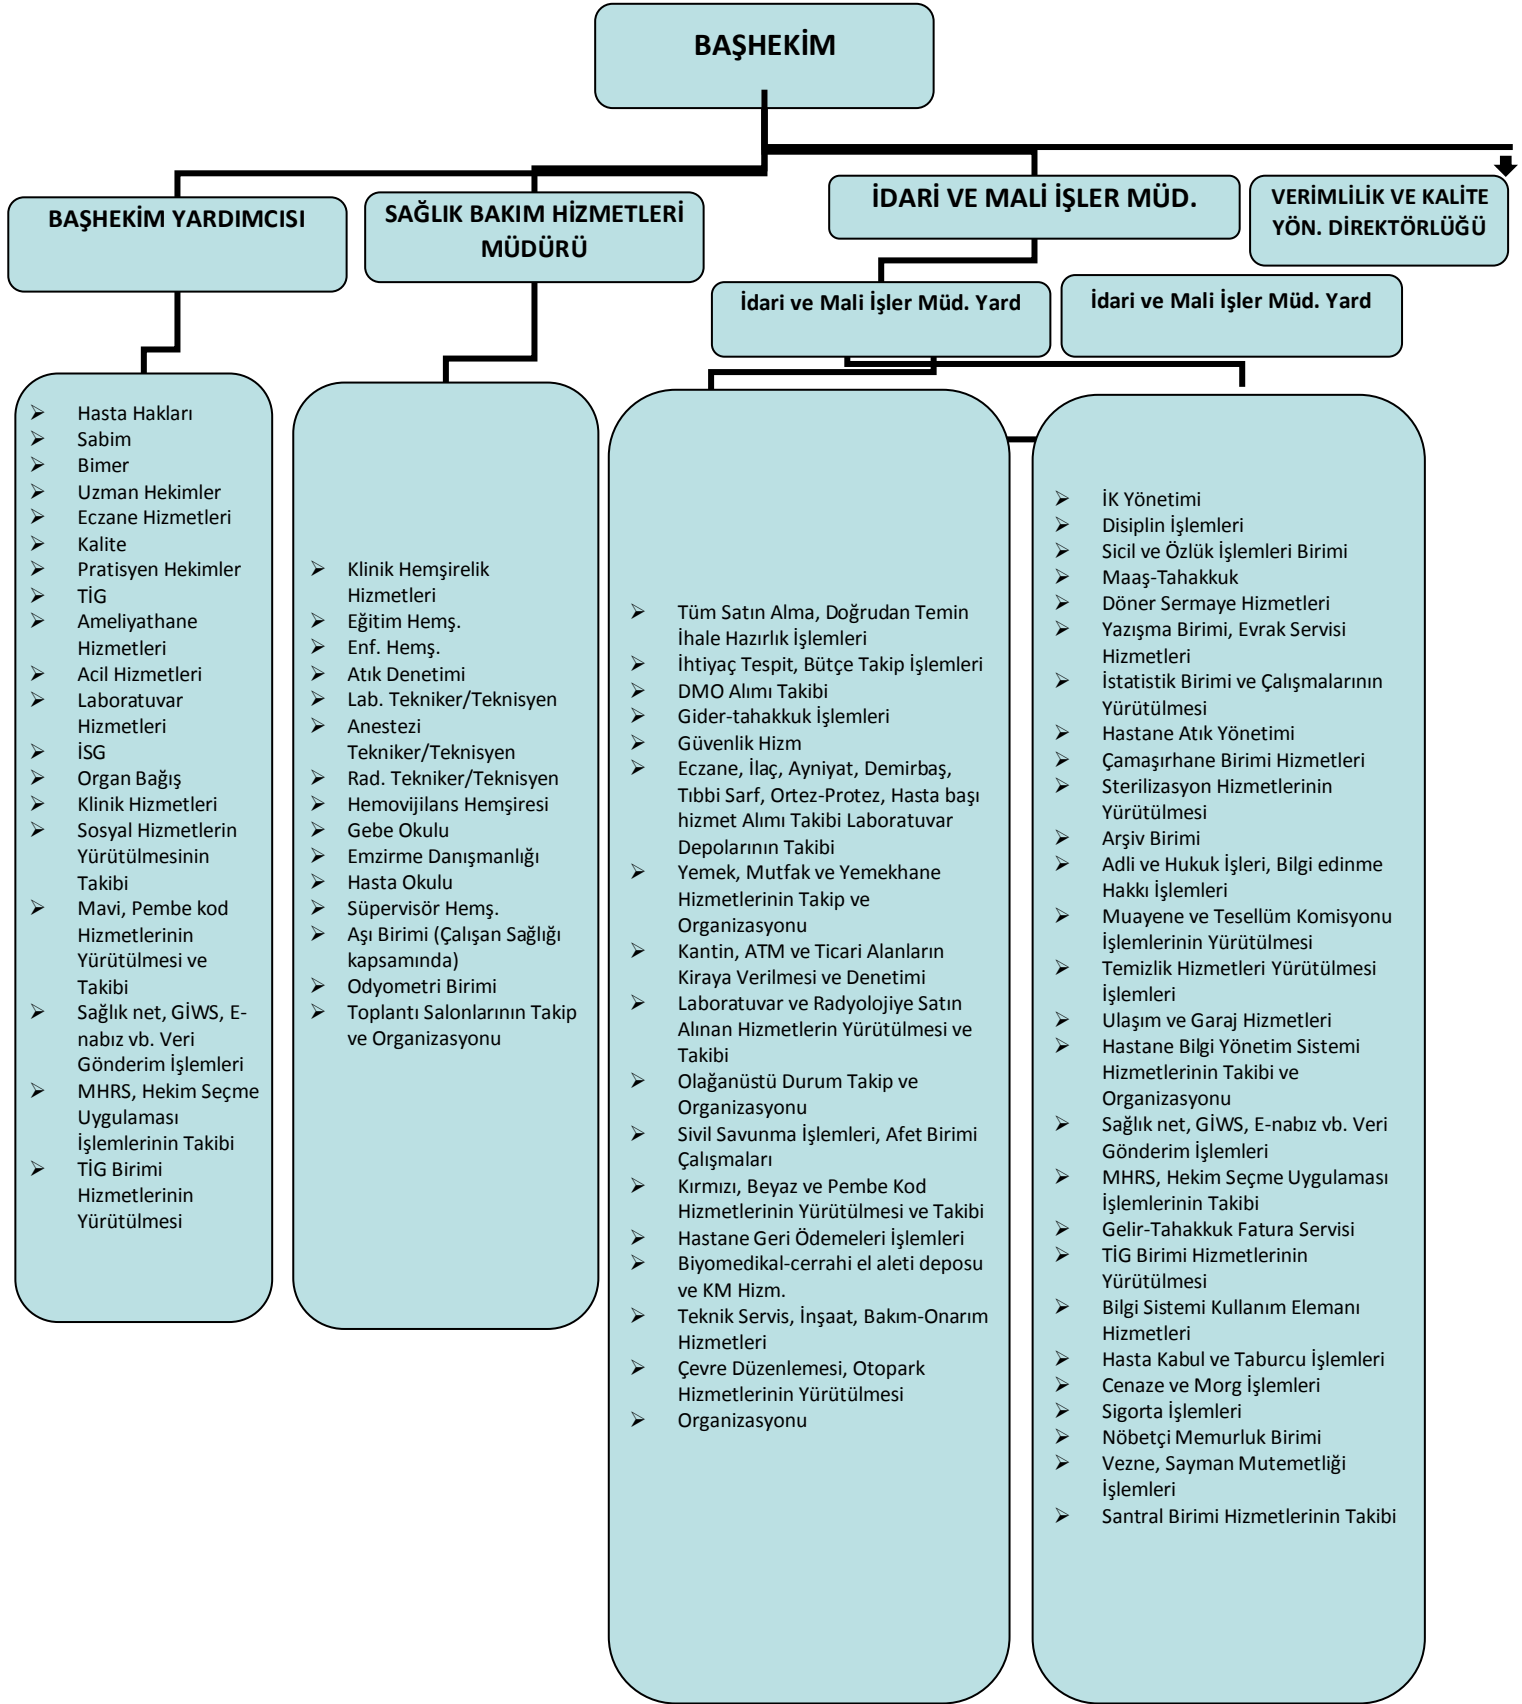 BAŞHEKİM
BAŞHEKİM YARDIMCISI
SAĞLIK BAKIM HİZMETLERİ
MÜDÜRÜ
İDARİ VE MALİ İŞLER MÜD.
VERİMLİLİK VE KALİTE
YÖN. DİREKTÖRLÜĞÜ
İdari ve Mali İşler Müd. Yard
İdari ve Mali İşler Müd. Yard
➢ Hasta Hakları
➢ Sabim
➢ Bimer
➢ Uzman Hekimler
➢ Eczane Hizmetleri
➢ Kalite
➢ Pratisyen Hekimler
➢ TİG
➢ Ameliyathane
Hizmetleri
➢ Acil Hizmetleri
➢ Laboratuvar
Hizmetleri
➢ İSG
➢ Organ Bağış
➢ Klinik Hizmetleri
➢ Sosyal Hizmetlerin
Yürütülmesinin
Takibi
➢ Mavi, Pembe kod
Hizmetlerinin
Yürütülmesi ve
Takibi
➢ Sağlık net, GİWS, E-
nabız vb. Veri
Gönderim İşlemleri
➢ MHRS, Hekim Seçme
Uygulaması
İşlemlerinin Takibi
➢ TİG Birimi
Hizmetlerinin
Yürütülmesi
➢ Klinik Hemşirelik
Hizmetleri
➢ Eğitim Hemş.
➢ Enf. Hemş.
➢ Atık Denetimi
➢ Lab. Tekniker/Teknisyen
➢ Anestezi
Tekniker/Teknisyen
➢ Rad. Tekniker/Teknisyen
➢ Hemovijilans Hemşiresi
➢ Gebe Okulu
➢ Emzirme Danışmanlığı
➢ Hasta Okulu
➢ Süpervisör Hemş.
➢ Aşı Birimi (Çalışan Sağlığı
kapsamında)
➢ Odyometri Birimi
➢ Toplantı Salonlarının Takip
ve Organizasyonu
➢ Tüm Satın Alma, Doğrudan Temin
İhale Hazırlık İşlemleri
➢ İhtiyaç Tespit, Bütçe Takip İşlemleri
➢ DMO Alımı Takibi
➢ Gider-tahakkuk İşlemleri
➢ Güvenlik Hizm
➢ Eczane, İlaç, Ayniyat, Demirbaş,
Tıbbi Sarf, Ortez-Protez, Hasta başı
hizmet Alımı Takibi Laboratuvar
Depolarının Takibi
➢ Yemek, Mutfak ve Yemekhane
Hizmetlerinin Takip ve
Organizasyonu
➢ Kantin, ATM ve Ticari Alanların
Kiraya Verilmesi ve Denetimi
➢ Laboratuvar ve Radyolojiye Satın
Alınan Hizmetlerin Yürütülmesi ve
Takibi
➢ Olağanüstü Durum Takip ve
Organizasyonu
➢ Sivil Savunma İşlemleri, Afet Birimi
Çalışmaları
➢ Kırmızı, Beyaz ve Pembe Kod
Hizmetlerinin Yürütülmesi ve Takibi
➢ Hastane Geri Ödemeleri İşlemleri
➢ Biyomedikal-cerrahi el aleti deposu
ve KM Hizm.
➢ Teknik Servis, İnşaat, Bakım-Onarım
Hizmetleri
➢ Çevre Düzenlemesi, Otopark
Hizmetlerinin Yürütülmesi
➢ Organizasyonu
➢ İK Yönetimi
➢ Disiplin İşlemleri
➢ Sicil ve Özlük İşlemleri Birimi
➢ Maaş-Tahakkuk
➢ Döner Sermaye Hizmetleri
➢ Yazışma Birimi, Evrak Servisi
Hizmetleri
➢ İstatistik Birimi ve Çalışmalarının
Yürütülmesi
➢ Hastane Atık Yönetimi
➢ Çamaşırhane Birimi Hizmetleri
➢ Sterilizasyon Hizmetlerinin
Yürütülmesi
➢ Arşiv Birimi
➢ Adli ve Hukuk İşleri, Bilgi edinme
Hakkı İşlemleri
➢ Muayene ve Tesellüm Komisyonu
İşlemlerinin Yürütülmesi
➢ Temizlik Hizmetleri Yürütülmesi
İşlemleri
➢ Ulaşım ve Garaj Hizmetleri
➢ Hastane Bilgi Yönetim Sistemi
Hizmetlerinin Takibi ve
Organizasyonu
➢ Sağlık net, GİWS, E-nabız vb. Veri
Gönderim İşlemleri
➢ MHRS, Hekim Seçme Uygulaması
İşlemlerinin Takibi
➢ Gelir-Tahakkuk Fatura Servisi
➢ TİG Birimi Hizmetlerinin
Yürütülmesi
➢ Bilgi Sistemi Kullanım Elemanı
Hizmetleri
➢ Hasta Kabul ve Taburcu İşlemleri
➢ Cenaze ve Morg İşlemleri
➢ Sigorta İşlemleri
➢ Nöbetçi Memurluk Birimi
➢ Vezne, Sayman Mutemetliği
İşlemleri
➢ Santral Birimi Hizmetlerinin Takibi